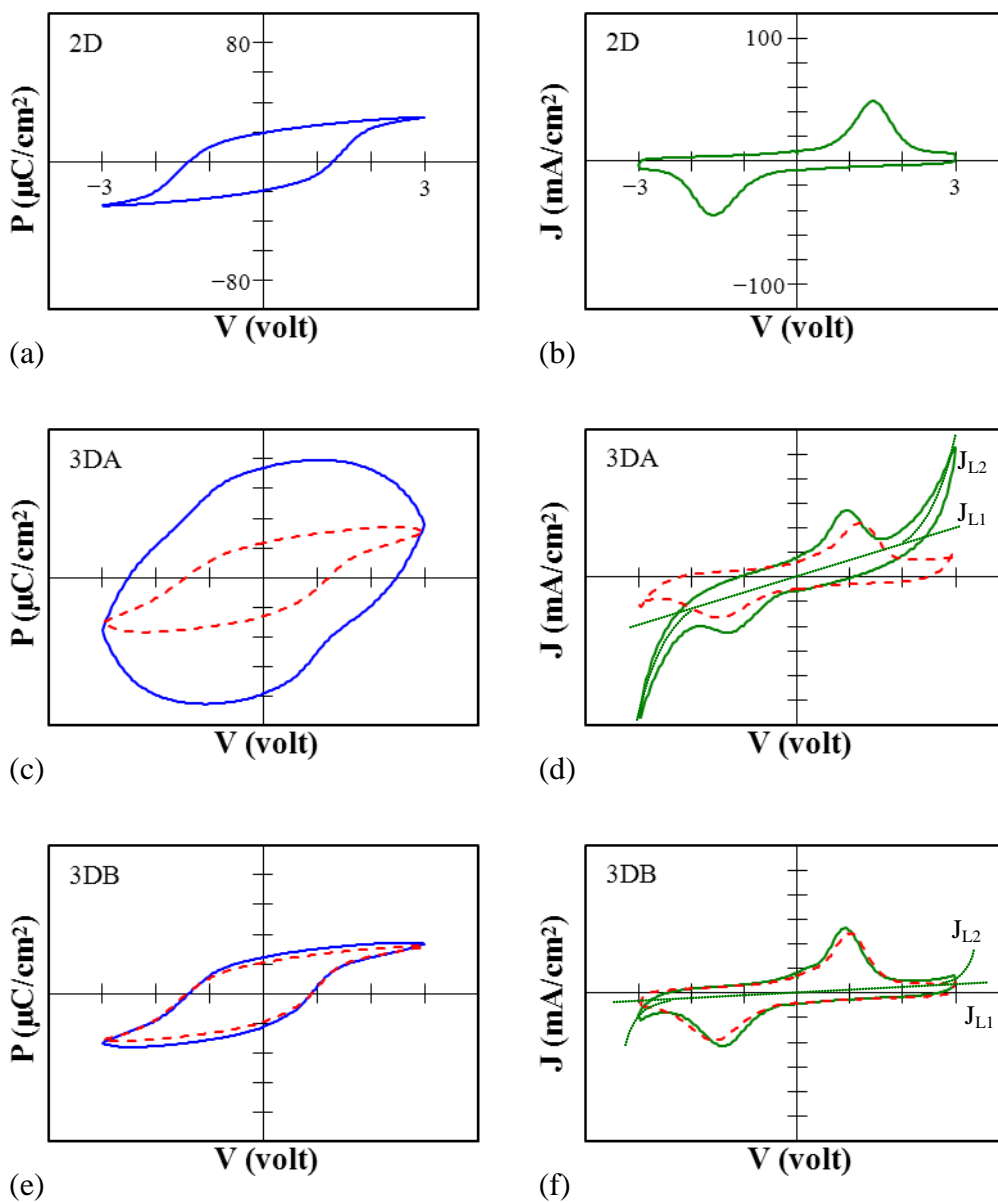 2D
80
P (µC/cm²)
−3
3
−80
V (volt)
(a)
2D
100
J (mA/cm²)
−3
3
−100
V (volt)
(b)
3DA
P (µC/cm²)
V (volt)
(c)
3DA
J_L2
J_L1
J (mA/cm²)
V (volt)
(d)
3DB
P (µC/cm²)
V (volt)
(e)
3DB
J_L2
J_L1
J (mA/cm²)
V (volt)
(f)